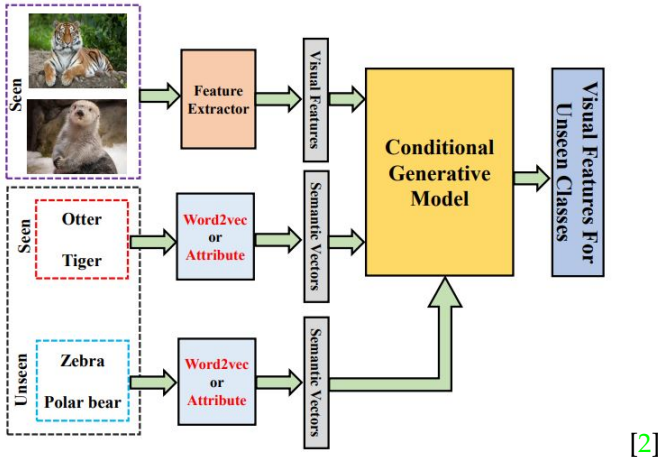 Seen
Feature
Extractor
Visual Features
Conditional
Generative
Model
Visual Features For
Unseen Classes
Seen
Otter
Tiger
Word2vec
or
Attribute
Semantic Vectors
Unseen
Zebra
Polar bear
Word2vec
or
Attribute
Semantic Vectors
[2]